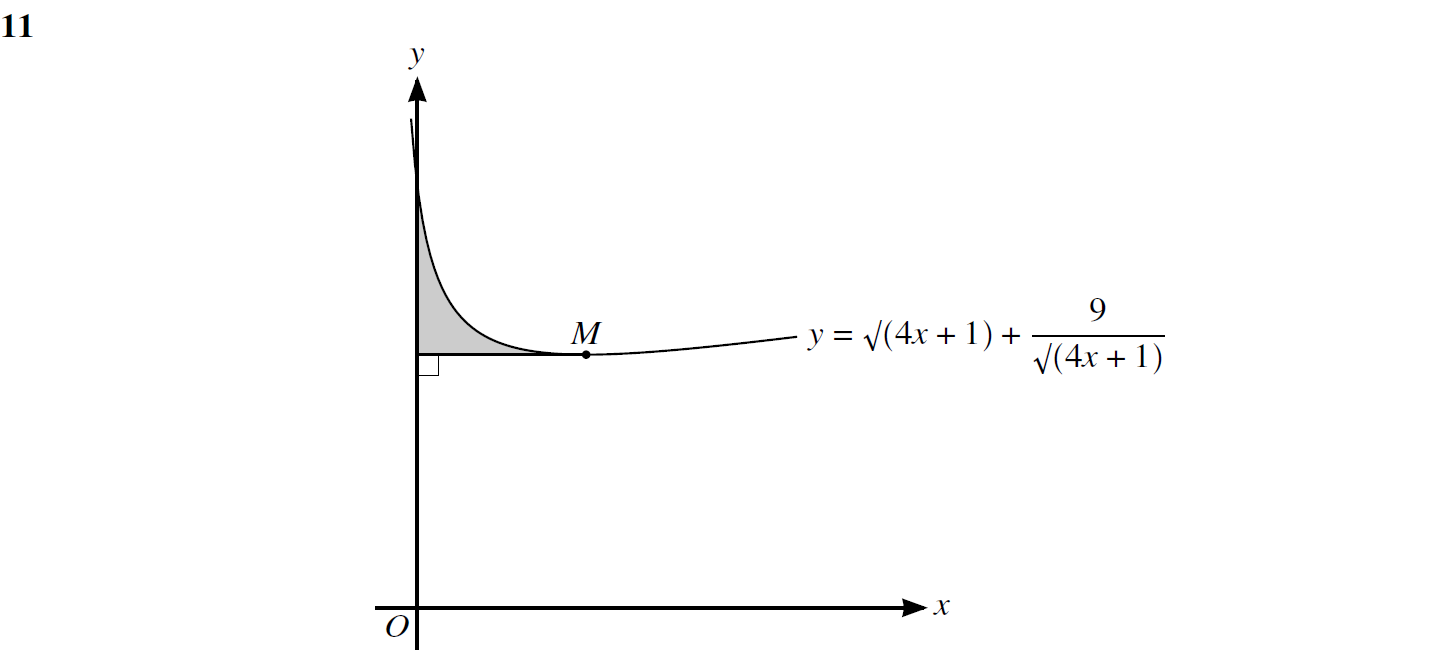 11
y
M
y = √(4x + 1) + 9/√(4x + 1)
O
x